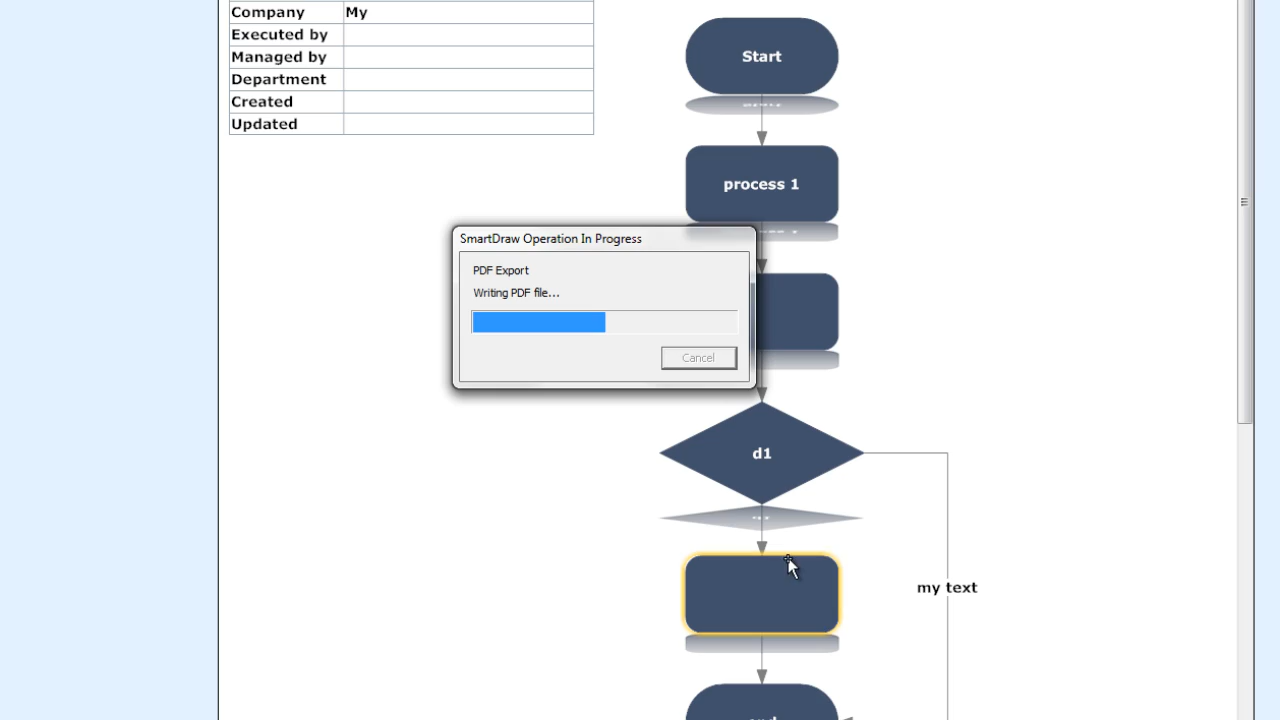 Company My
Executed by
Managed by
Department
Created
Updated
Start
process 1
SmartDraw Operation In Progress
PDF Export
Writing PDF file...
Cancel
d1
my text